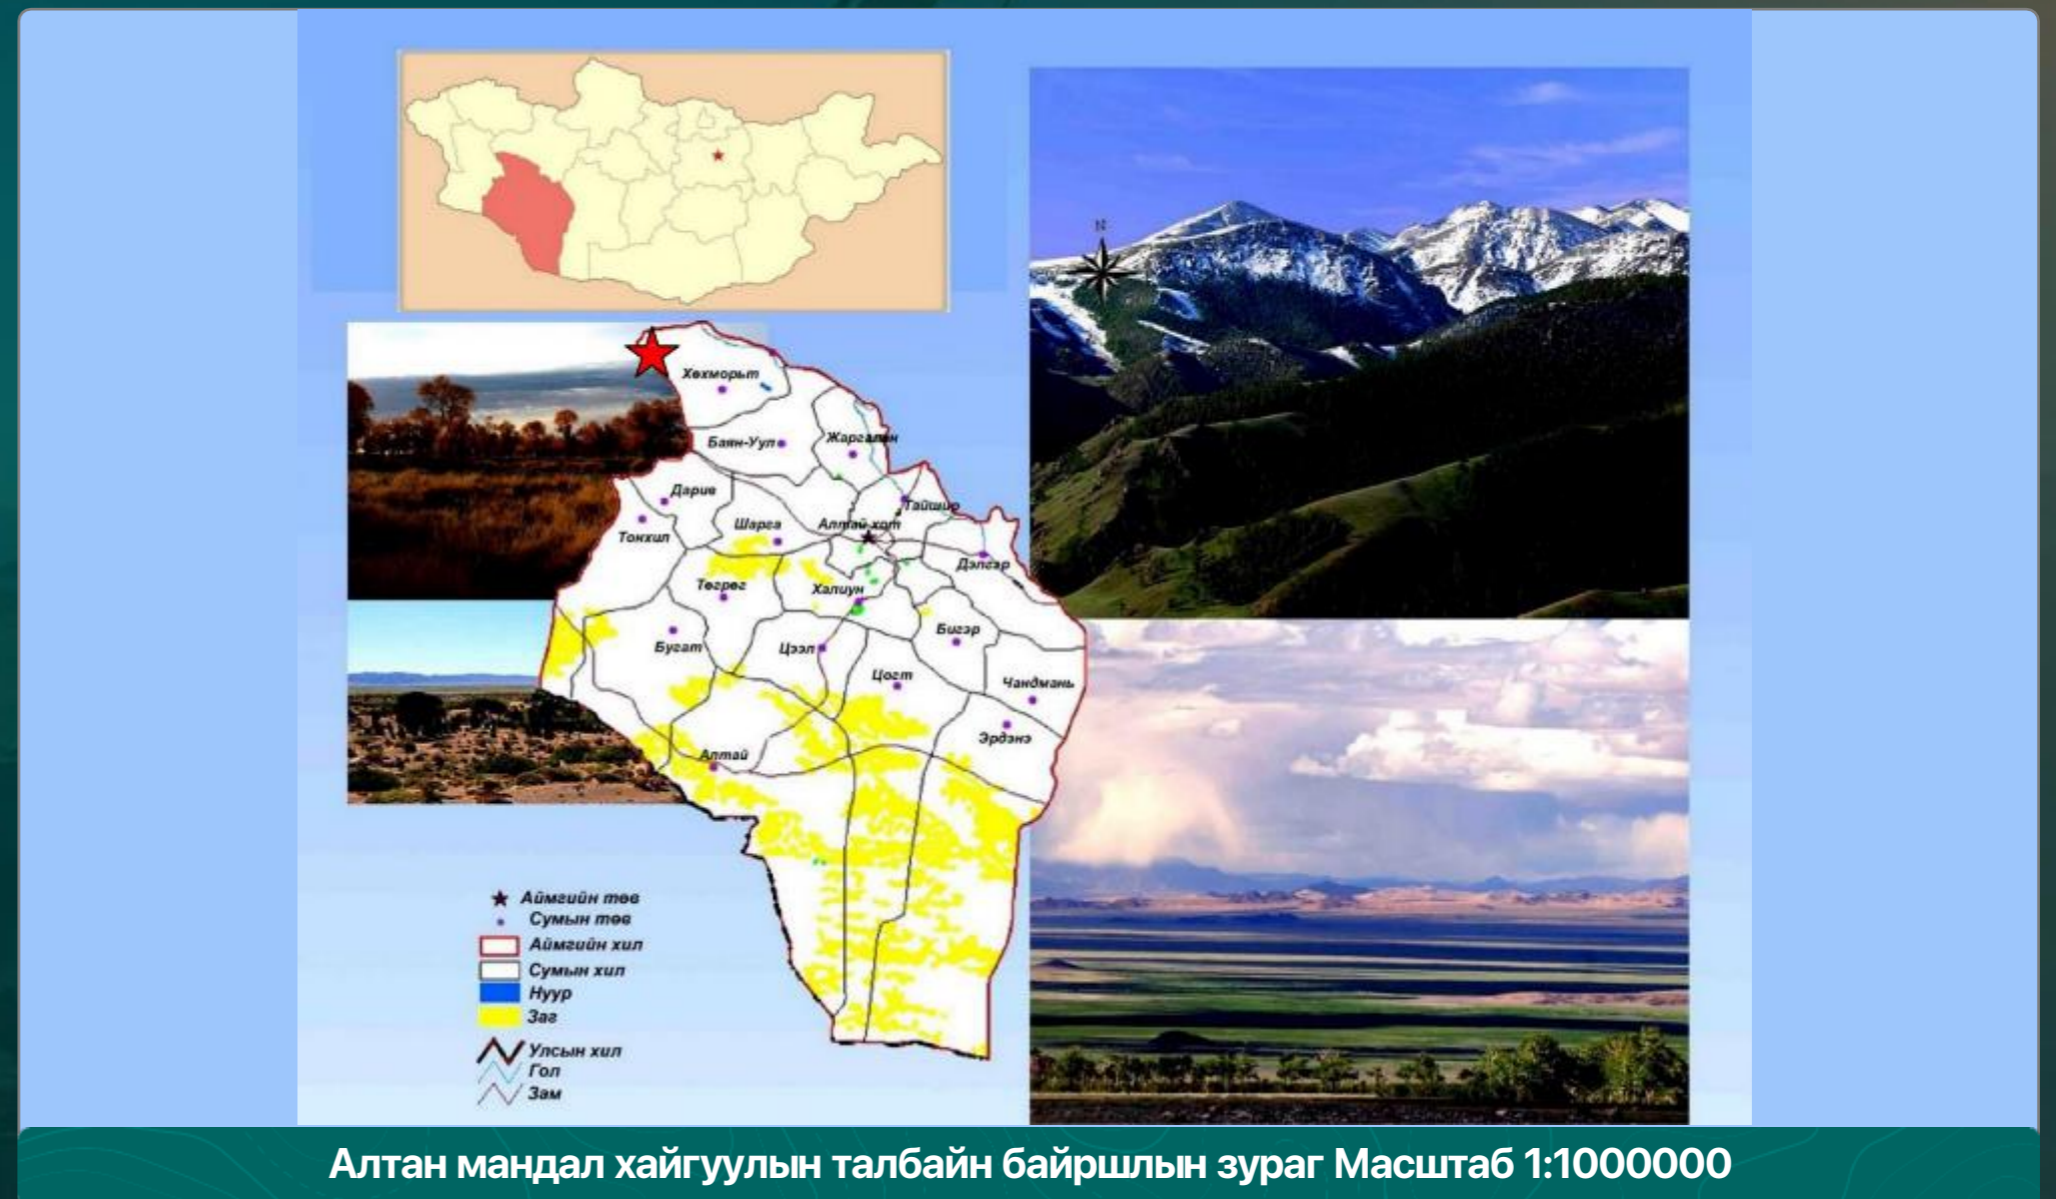 N
Хөхморьт
Баян-Уул
Жаргалан
Дарив
Тайшир
Шарга
Алтай хот
Тонхил
Дэлгэр
Төгрөг
Халиун
Бигэр
Бугат
Цээл
Цогт
Чандмань
Эрдэнэ
Алтай
Аймгийн төв
Сумын төв
Аймгийн хил
Сумын хил
Нуур
Заг
Улсын хил
Гол
Зам
Алтан мандал хайгуулын талбайн байршлын зураг Масштаб 1:1000000